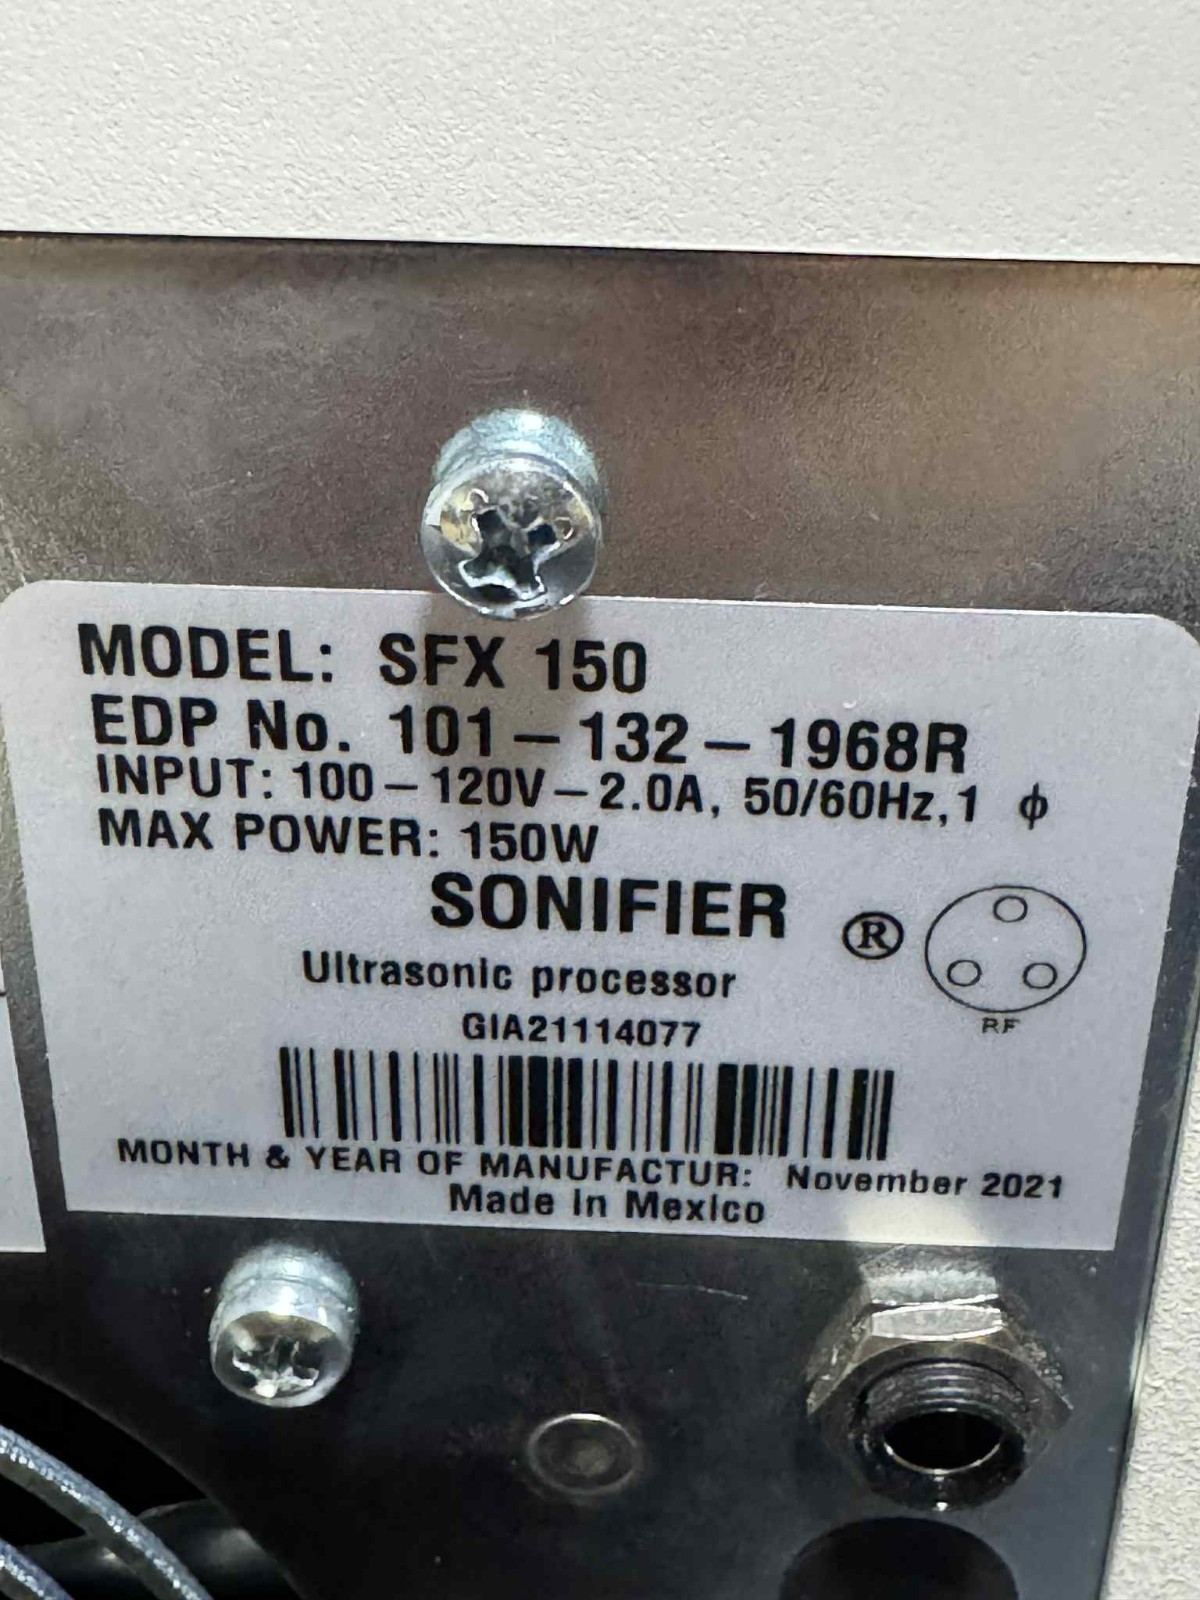 MODEL: SFX 150
EDP No. 101-132-1968R
INPUT: 100-120V-2.0A, 50/60Hz,1 ϕ
MAX POWER: 150W
SONIFIER ®
Ultrasonic processor
GIA21114077
RF
MONTH & YEAR OF MANUFACTUR: November 2021
Made in Mexico